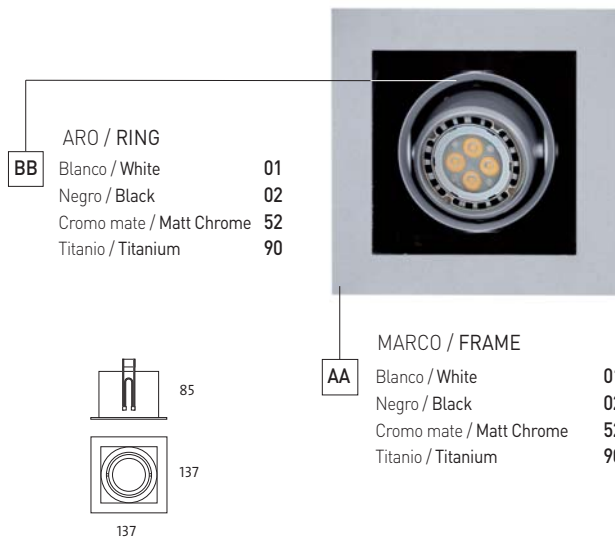 ARO / RING
BB
Blanco / White 01
Negro / Black 02
Cromo mate / Matt Chrome 52
Titanio / Titanium 90
MARCO / FRAME
AA
Blanco / White
Negro / Black
Cromo mate / Matt Chrome
Titanio / Titanium
85
137
137